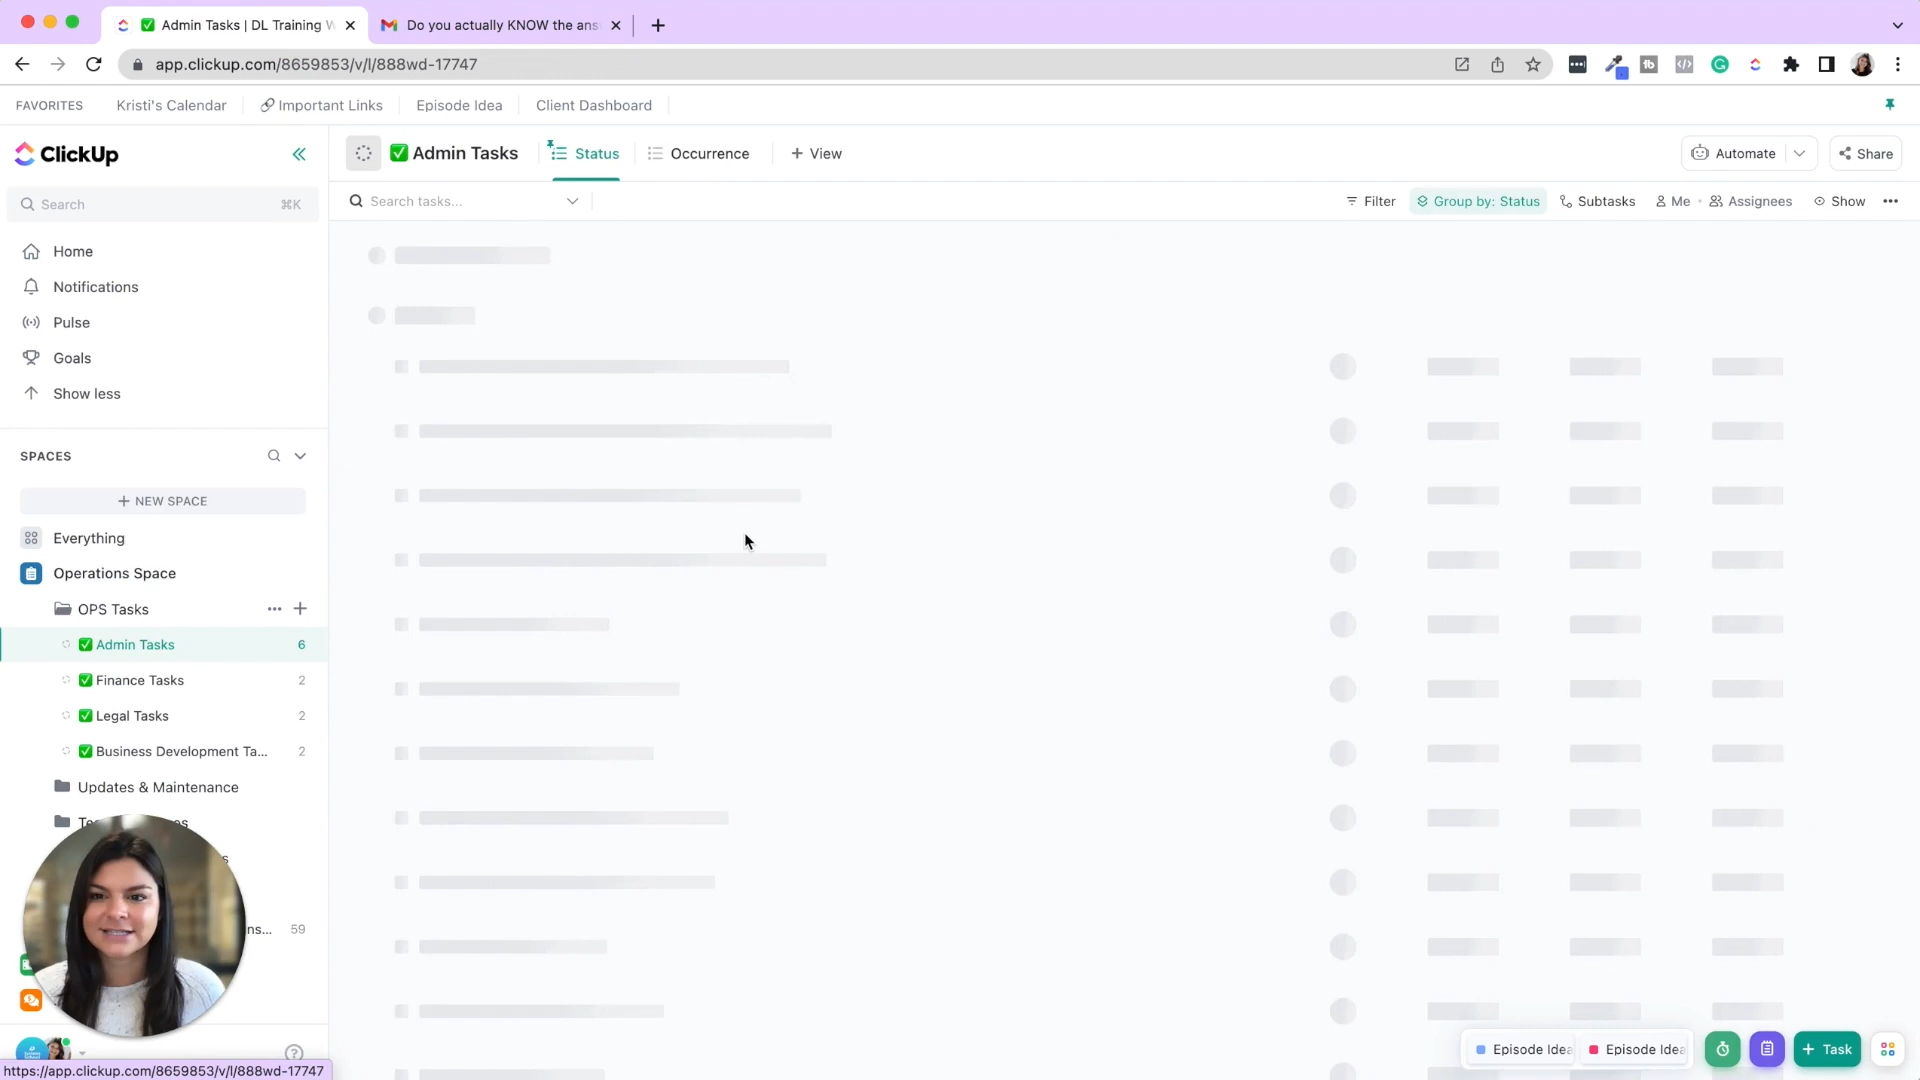 Admin Tasks | DL Training W
Do you actually KNOW the ans
app.clickup.com/8659853/v/l/888wd-17747
FAVORITES
Kristi's Calendar
Important Links
Episode Idea
Client Dashboard
ClickUp
Admin Tasks
Status
Occurrence
+ View
Automate
Share
Search
⌘K
Search tasks...
Filter
Group by: Status
Subtasks
Me
Assignees
Show
Home
Notifications
Pulse
Goals
Show less
SPACES
+ NEW SPACE
Everything
Operations Space
OPS Tasks
Admin Tasks 6
Finance Tasks 2
Legal Tasks 2
Business Development Ta... 2
Updates & Maintenance
ns... 59
Episode Idea
Episode Idea
+ Task
https://app.clickup.com/8659853/v/l/888wd-17747